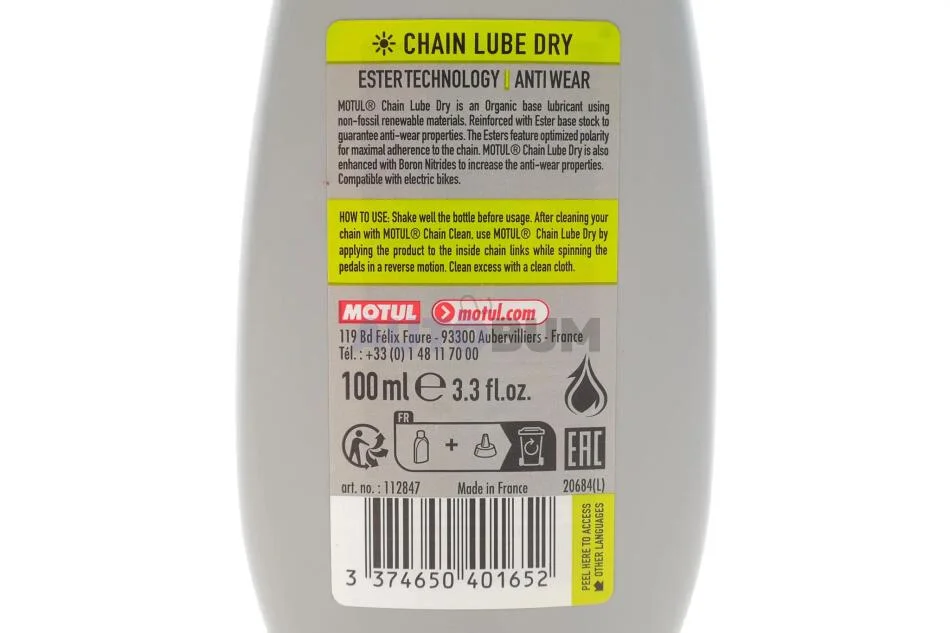 CHAIN LUBE DRY
ESTER TECHNOLOGY | ANTI WEAR
MOTUL® Chain Lube Dry is an Organic base lubricant using
non-fossil renewable materials. Reinforced with Ester base stock to
guarantee anti-wear properties. The Esters feature optimized polarity
for maximal adherence to the chain. MOTUL® Chain Lube Dry is also
enhanced with Boron Nitrides to increase the anti-wear properties.
Compatible with electric bikes.
HOW TO USE: Shake well the bottle before usage. After cleaning your
chain with MOTUL® Chain Clean, use MOTUL® Chain Lube Dry by
applying the product to the inside chain links while spinning the
pedals in a reverse motion. Clean excess with a clean cloth.
MOTUL motul.com
119 Bd Félix Faure - 93300 Aubervilliers - France
Tél. : +33 (0) 1 48 11 70 00
100 ml ℮ 3.3 fl.oz.
FR
+
EAC
art. no. : 112847 Made in France 20684(L)
3 374650 401652
PEEL HERE TO ACCESS
OTHER LANGUAGES